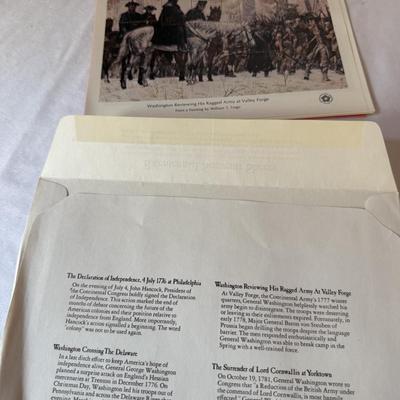 Washington Reviewing His Ragged Army at Valley Forge
From a Painting by William T. Trego
Bicentennial Souvenir Sheets
The Declaration of Independence, 4 July 1776 at Philadelphia
On the evening of July 4, John Hancock, President of
the Continental Congress boldly signed the Declaration
of Independence. This action marked the end of
months of debate concerning the future of the
American colonies and their position relative to
independence from England. More importantly,
Hancock's action signalled a beginning. The word
"colony" was not to be used again.
Washington Crossing The Delaware
In a last ditch effort to keep America's hope of
independence alive, General George Washington
planned a surprise attack on England's Hessian
mercenaries at Trenton in December 1776. On
Christmas Day, Washington led his troops out of
Pennsylvania and across the Delaware River. By
Washington Reviewing His Ragged Army At Valley Forge
At Valley Forge, the Continental Army's 1777 winter
quarters, General Washington helplessly watched his
army begin to disintegrate. The troops were deserting
or leaving as their enlistments expired. Fortunately, in
early 1778, Major General Baron von Steuben of
Prussia began drilling the troops despite the language
barrier. The men responded enthusiastically and
General Washington was able to break camp in the
Spring with a well-trained force.
The Surrender of Lord Cornwallis at Yorktown
On October 19, 1781, General Washington wrote to
Congress that "a Reduction of the British Army under
the command of Lord Cornwallis, is most happily